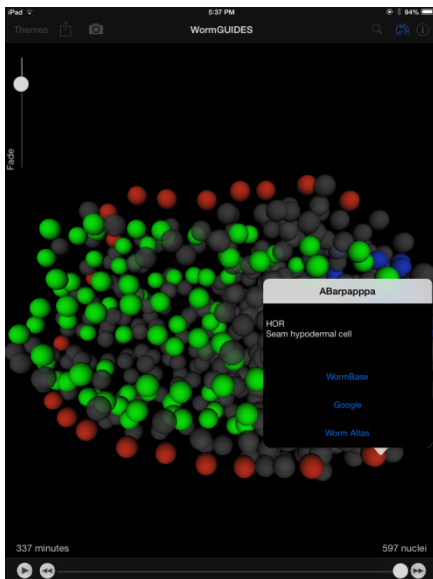 iPad 5:37 PM 94%
Themes WormGUIDES
Fade
ABarpapppa
HOR
Seam hypodermal cell
WormBase
Google
Worm Atlas
337 minutes 597 nuclei